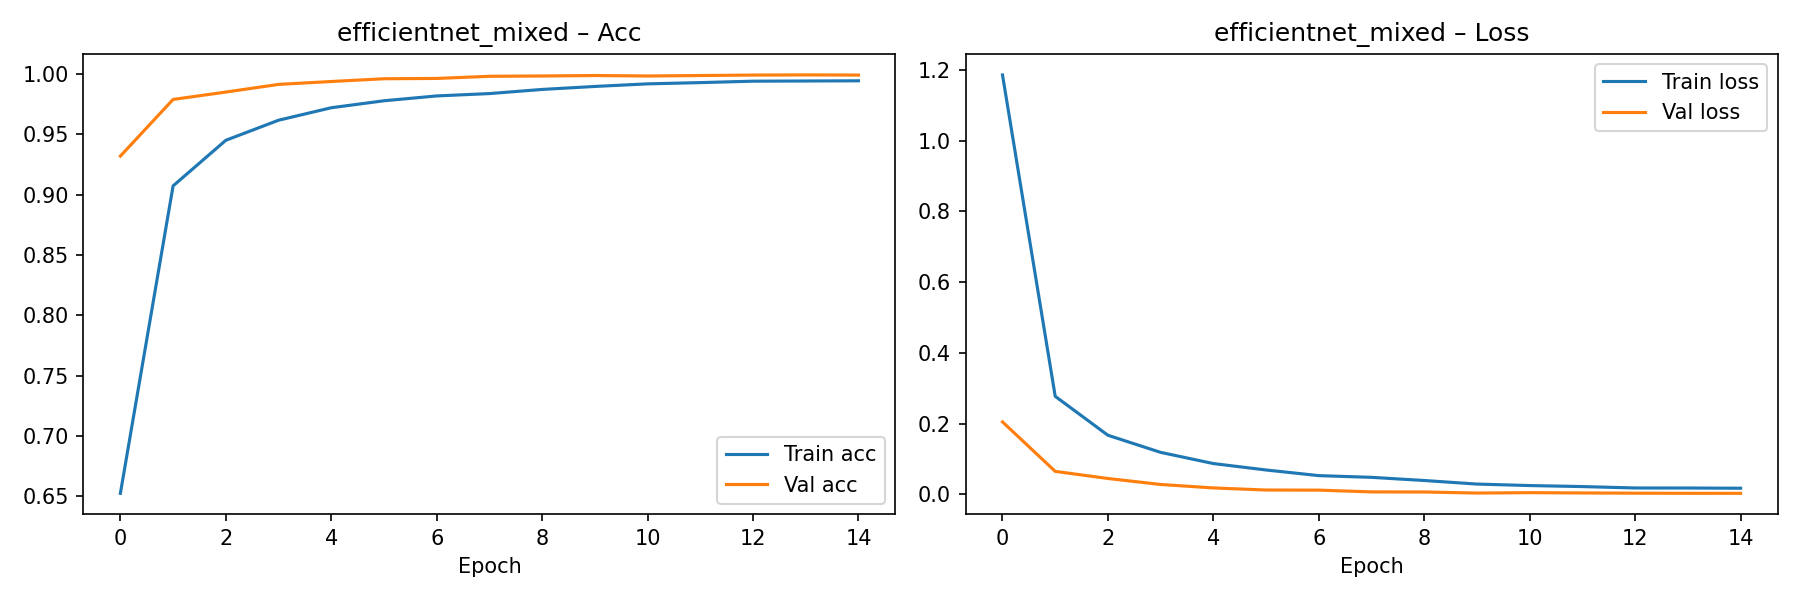 efficientnet_mixed – Acc
1.00
0.95
0.90
0.85
0.80
0.75
0.70
0.65
Train acc
Val acc
0 2 4 6 8 10 12 14
Epoch
efficientnet_mixed – Loss
1.2
1.0
0.8
0.6
0.4
0.2
0.0
Train loss
Val loss
0 2 4 6 8 10 12 14
Epoch